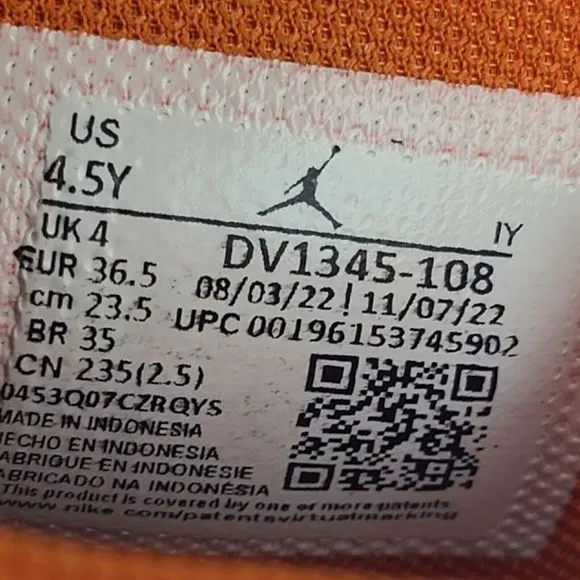 US
4.5Y
IY
UK 4
DV1345-108
EUR 36.5
08/03/22! 11/07/22
cm 23.5
UPC 00196153745902
BR 35
CN 235(2.5)
0453Q07CZRQYS
MADE IN INDONESIA
HECHO EN INDONESIA
FABRIQUE EN INDONESIE
FABRICADO NA INDONÉSIA
This product is covered by one or more patents
www.nike.com/patentsvirtualmarking